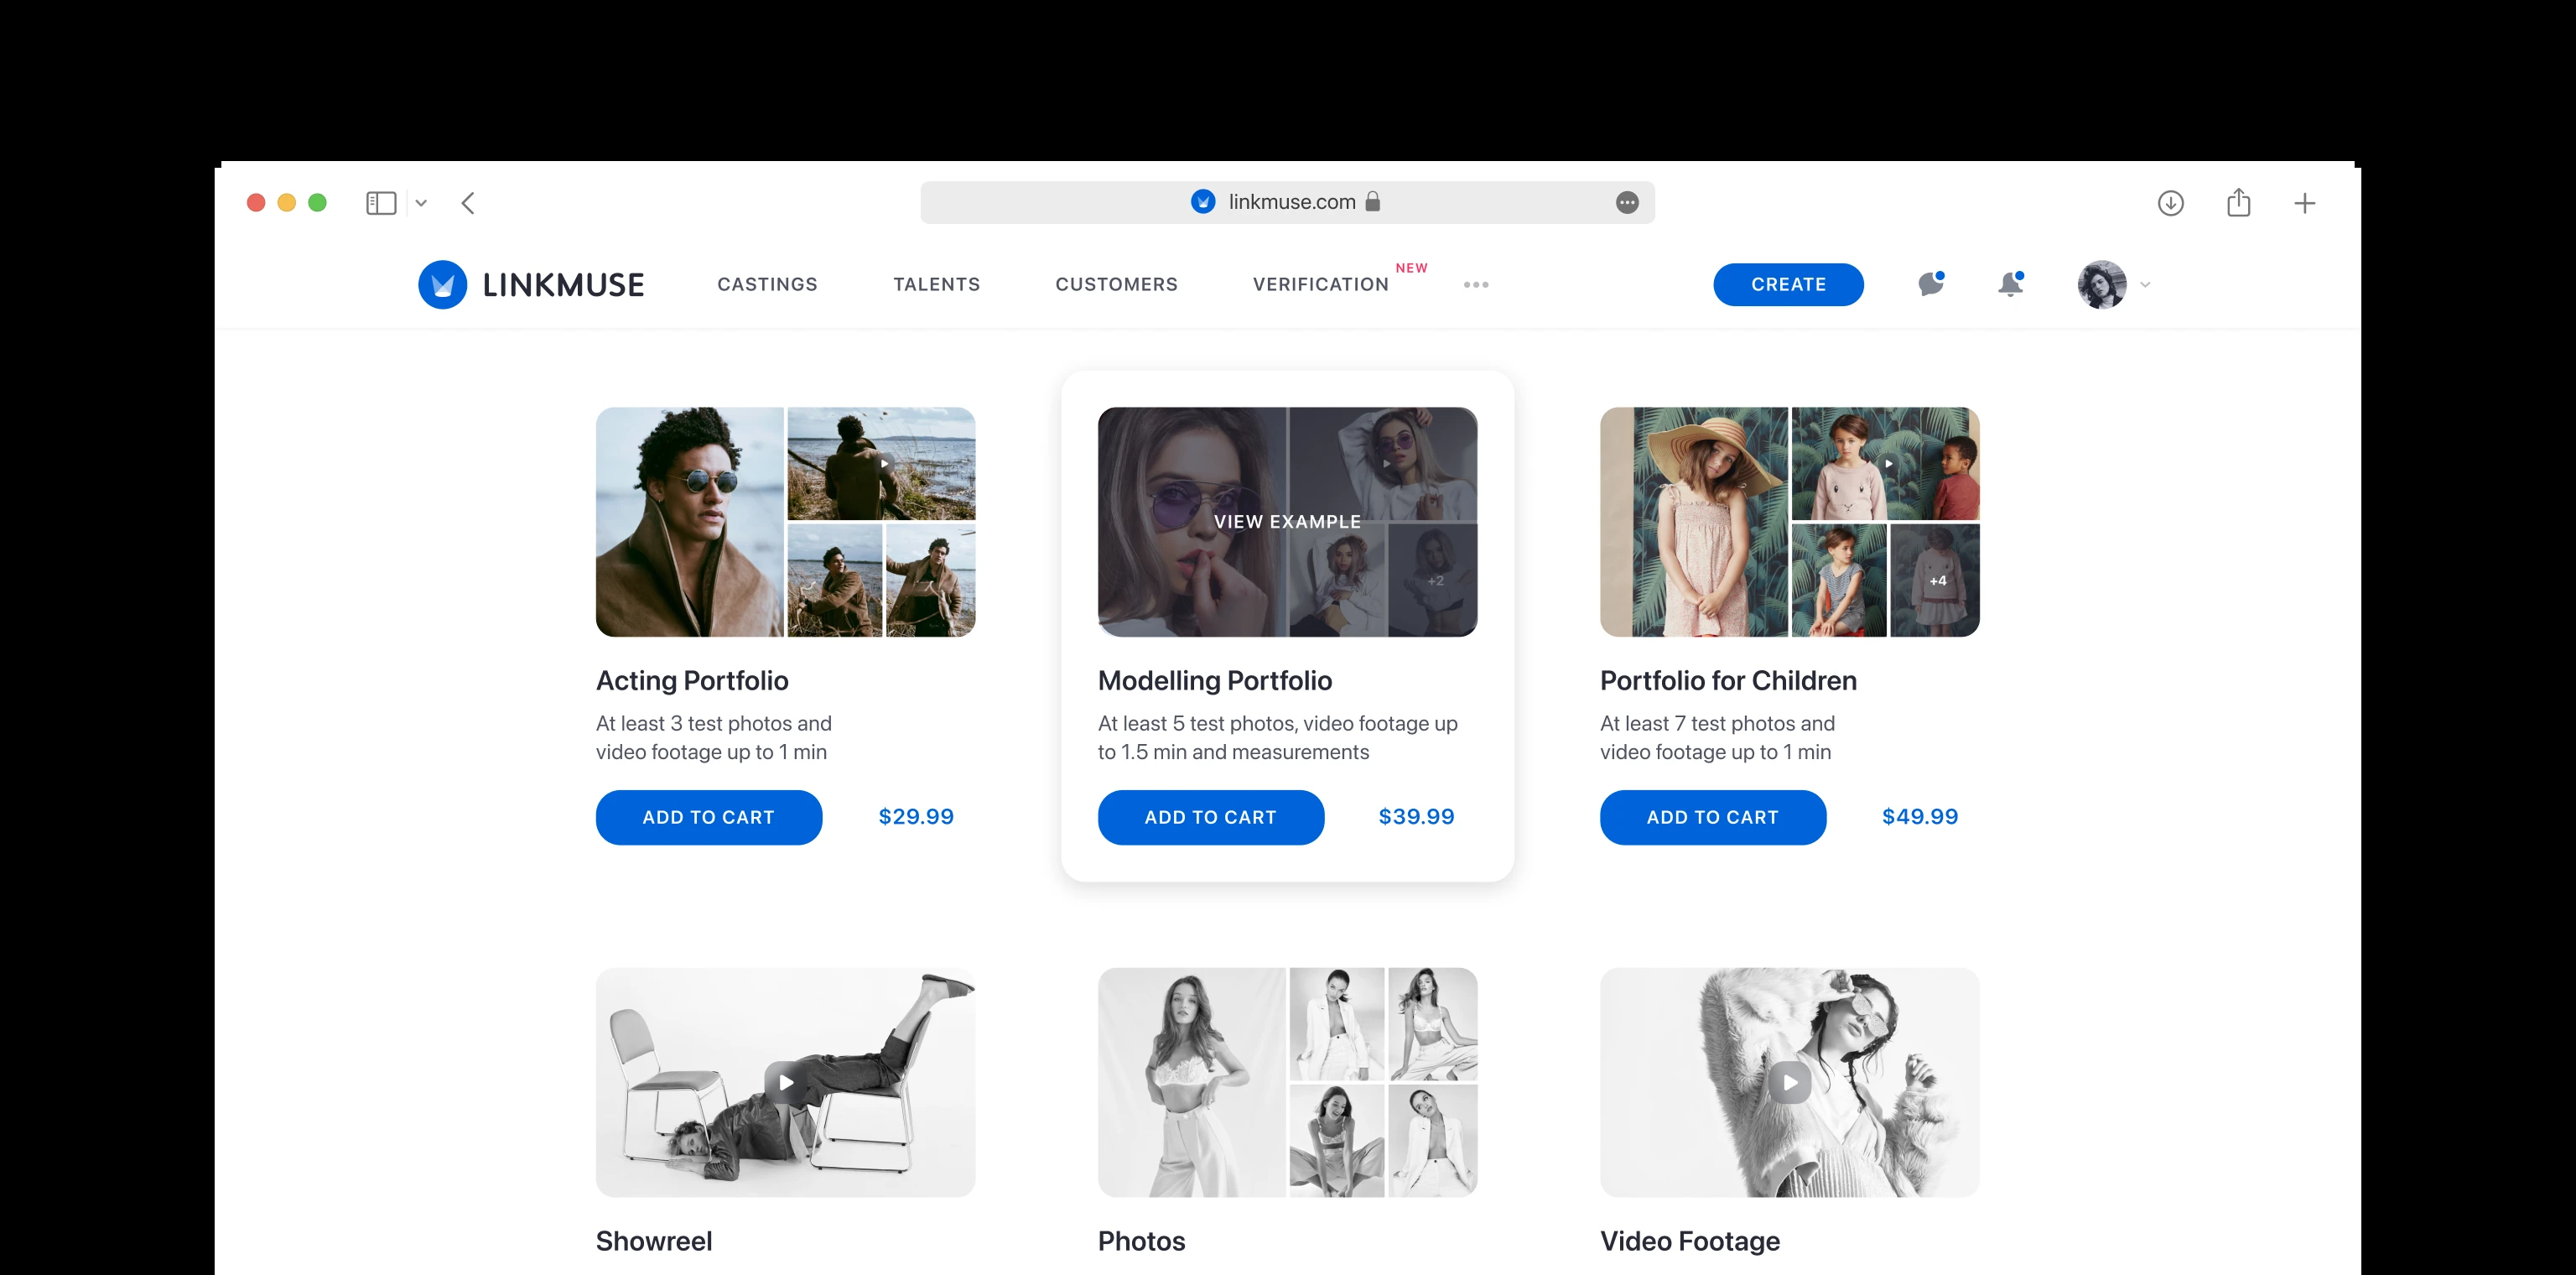 linkmuse.com
LINKMUSE
CASTINGS
TALENTS
CUSTOMERS
VERIFICATION
NEW
CREATE
VIEW EXAMPLE
+2
+4
Acting Portfolio
At least 3 test photos and
video footage up to 1 min
ADD TO CART
$29.99
Modelling Portfolio
At least 5 test photos, video footage up
to 1.5 min and measurements
ADD TO CART
$39.99
Portfolio for Children
At least 7 test photos and
video footage up to 1 min
ADD TO CART
$49.99
Showreel
Photos
Video Footage